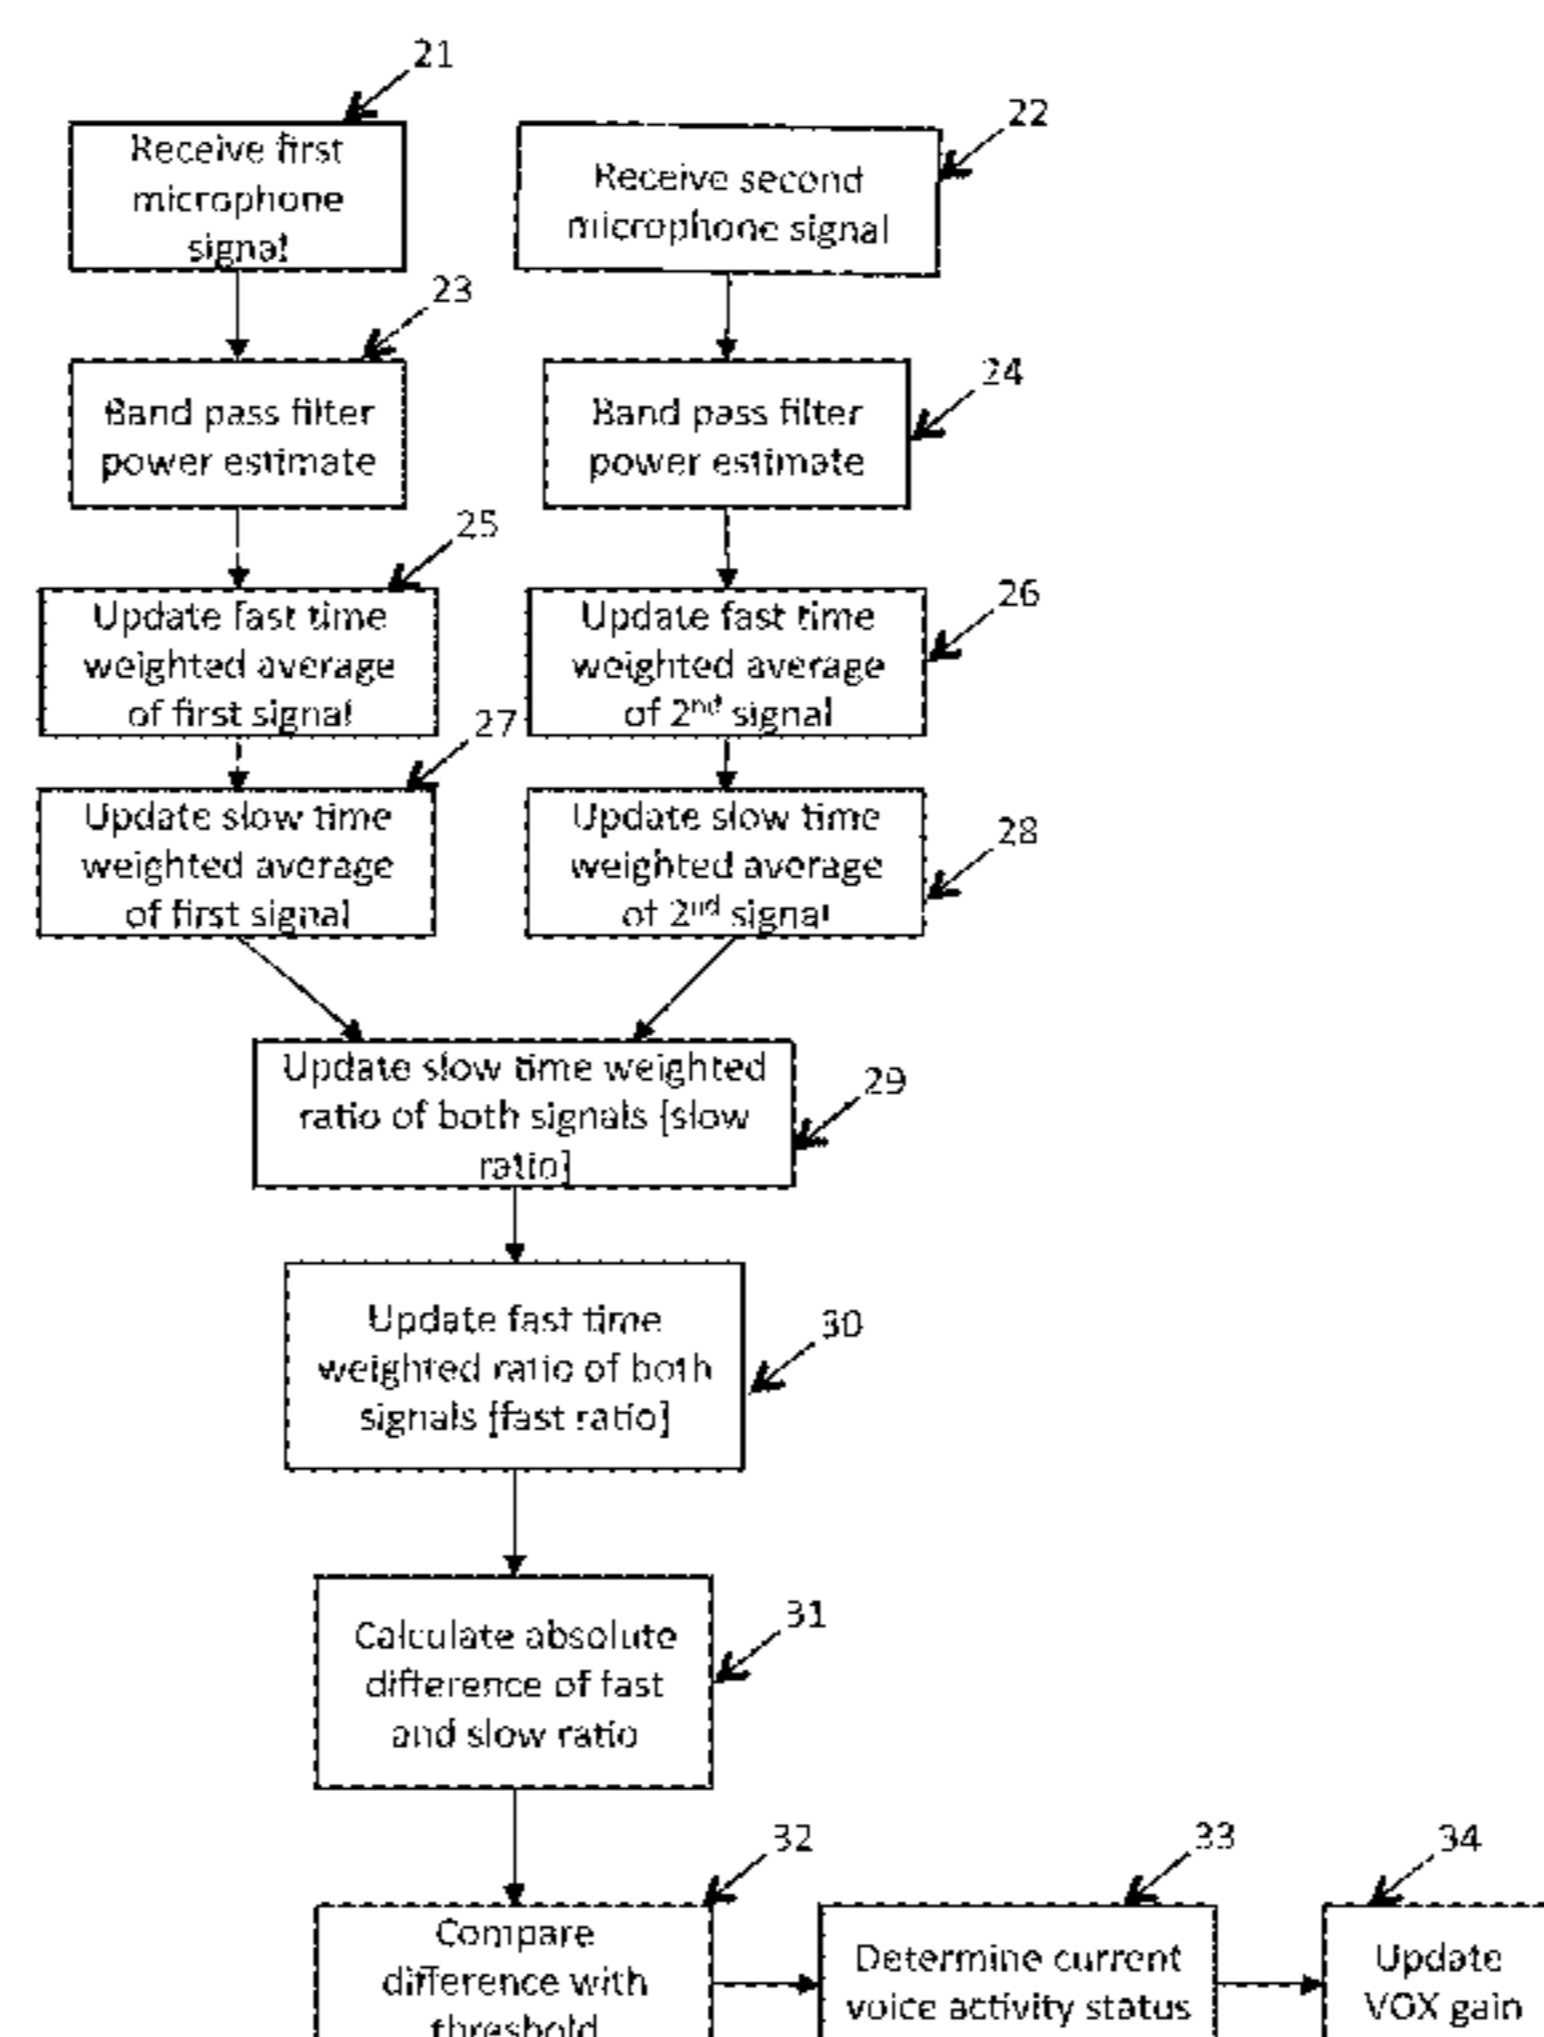 21
Receive first
microphone
signal
22
Receive second
microphone signal
23
Band pass filter
power estimate
24
Band pass filter
power estimate
25
Update fast time
weighted average
of first signal
26
Update fast time
weighted average
of 2nd signal
27
Update slow time
weighted average
of first signal
28
Update slow time
weighted average
of 2nd signal
29
Update slow time weighted
ratio of both signals [slow
ratio]
30
Update fast time
weighted ratio of both
signals [fast ratio]
31
Calculate absolute
difference of fast
and slow ratio
32
Compare
difference with
threshold
33
Determine current
voice activity status
34
Update
VOX gain